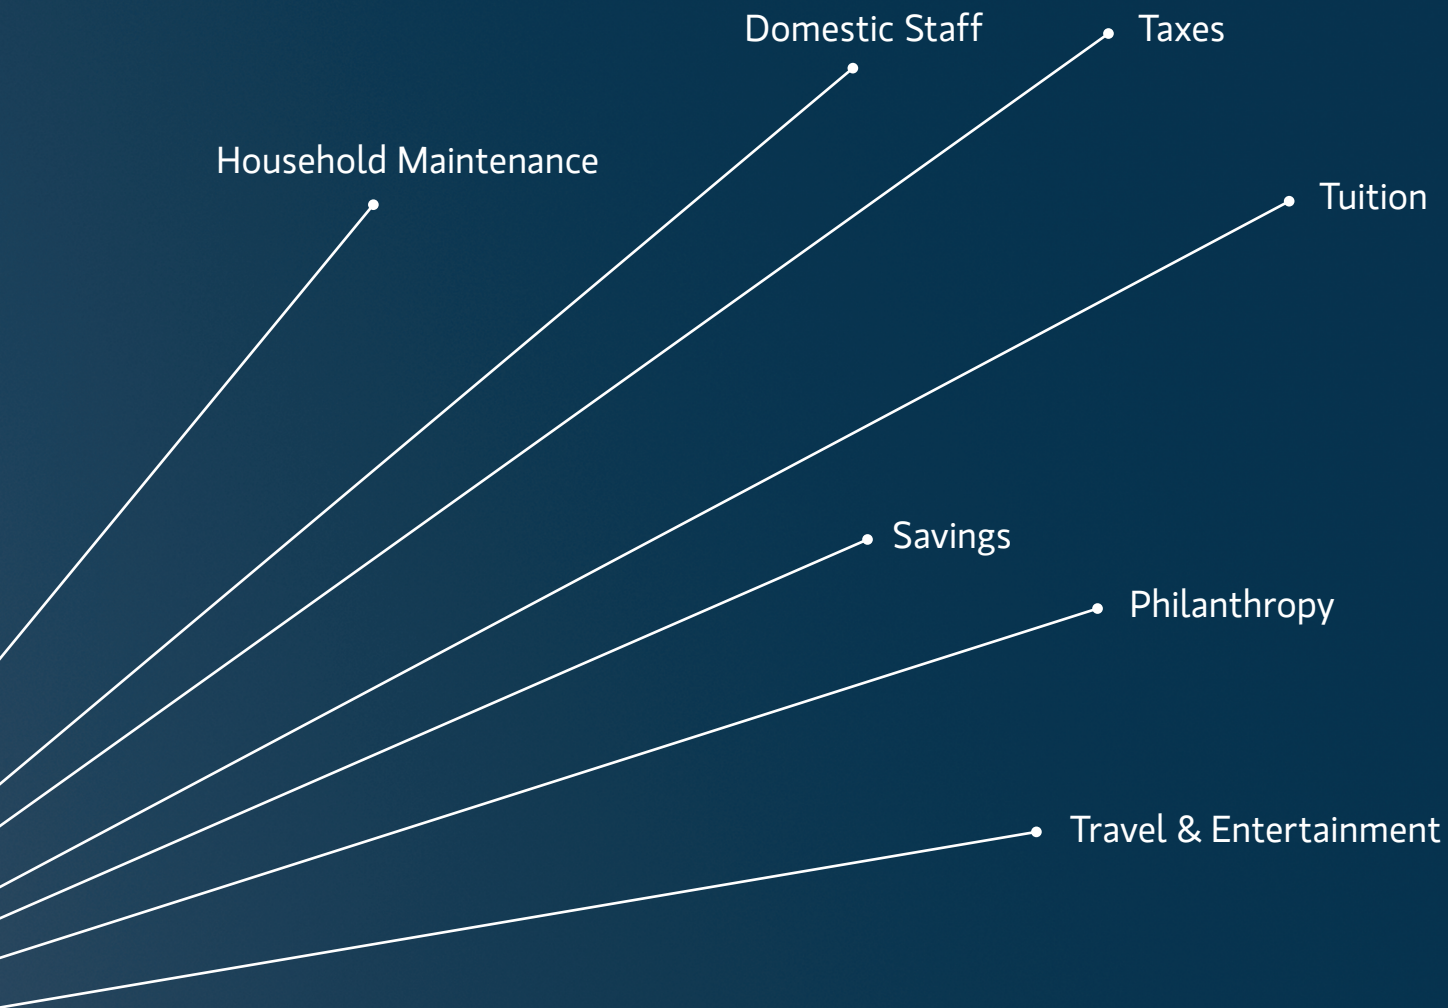 Domestic Staff
Taxes
Household Maintenance
Tuition
Savings
Philanthropy
Travel & Entertainment